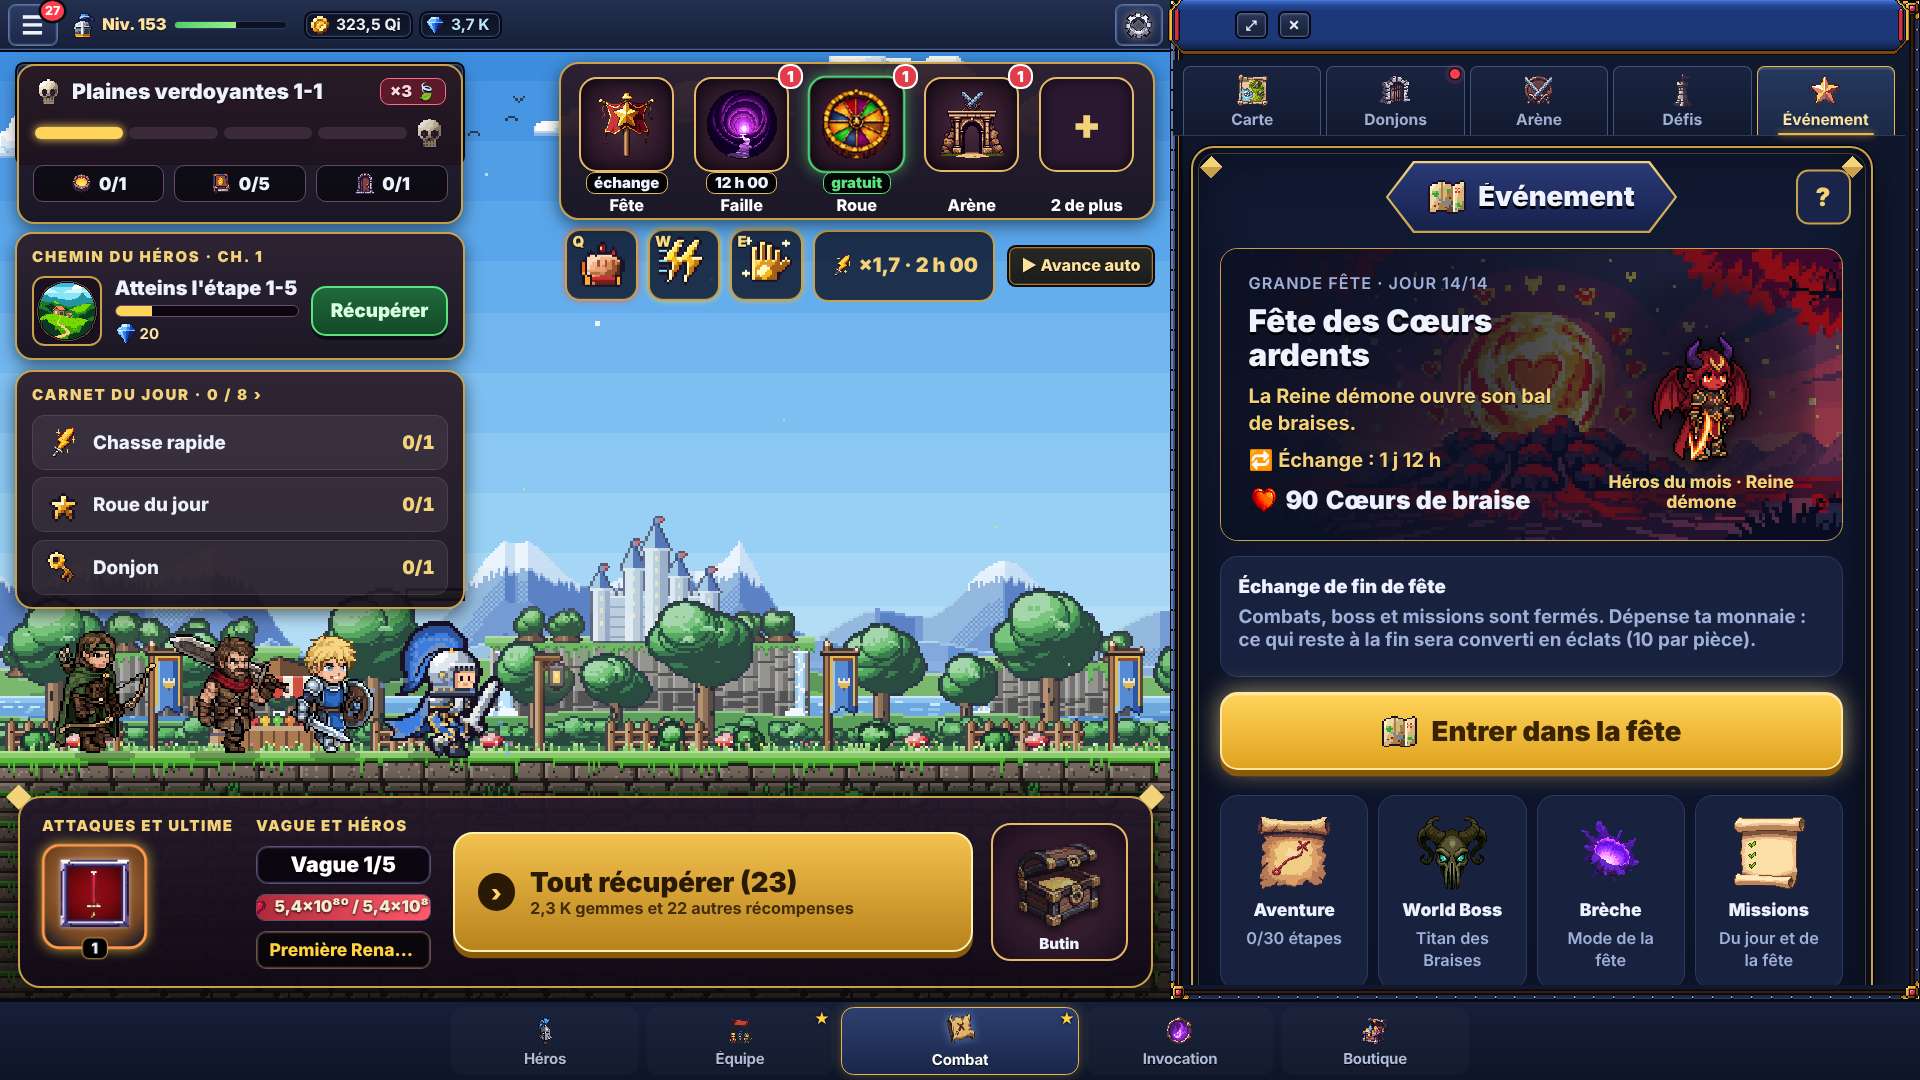 27
Niv. 153
323,5 Qi
3,7 K
Plaines verdoyantes 1-1
×3
0/1
0/5
0/1
CHEMIN DU HÉROS · CH. 1
Atteins l'étape 1-5
20
Récupérer
CARNET DU JOUR · 0 / 8 ›
Chasse rapide
0/1
Roue du jour
0/1
Donjon
0/1
1
1
1
échange
12 h 00
gratuit
Fête
Faille
Roue
Arène
2 de plus
Q
W
E
×1,7 · 2 h 00
Avance auto
ATTAQUES ET ULTIME
1
VAGUE ET HÉROS
Vague 1/5
5,4×10⁸⁰ / 5,4×10⁸
Première Rena…
Tout récupérer (23)
2,3 K gemmes et 22 autres récompenses
Butin
Carte
Donjons
Arène
Défis
Événement
Événement
?
GRANDE FÊTE · JOUR 14/14
Fête des Cœurs
ardents
La Reine démone ouvre son bal
de braises.
Échange : 1 j 12 h
90 Cœurs de braise
Héros du mois · Reine
démone
Échange de fin de fête
Combats, boss et missions sont fermés. Dépense ta monnaie :
ce qui reste à la fin sera converti en éclats (10 par pièce).
Entrer dans la fête
Aventure
0/30 étapes
World Boss
Titan des
Braises
Brèche
Mode de la
fête
Missions
Du jour et de
la fête
Héros
Équipe
Combat
Invocation
Boutique